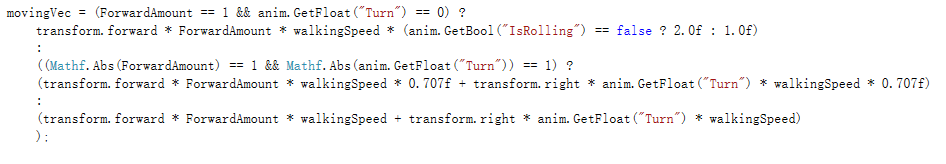 movingVec = (ForwardAmount == 1 && anim.GetFloat("Turn") == 0) ?
transform.forward * ForwardAmount * walkingSpeed * (anim.GetBool("IsRolling") == false ? 2.0f : 1.0f)
:
((Mathf.Abs(ForwardAmount) == 1 && Mathf.Abs(anim.GetFloat("Turn")) == 1) ?
(transform.forward * ForwardAmount * walkingSpeed * 0.707f + transform.right * anim.GetFloat("Turn") * walkingSpeed * 0.707f)
:
(transform.forward * ForwardAmount * walkingSpeed + transform.right * anim.GetFloat("Turn") * walkingSpeed)
);